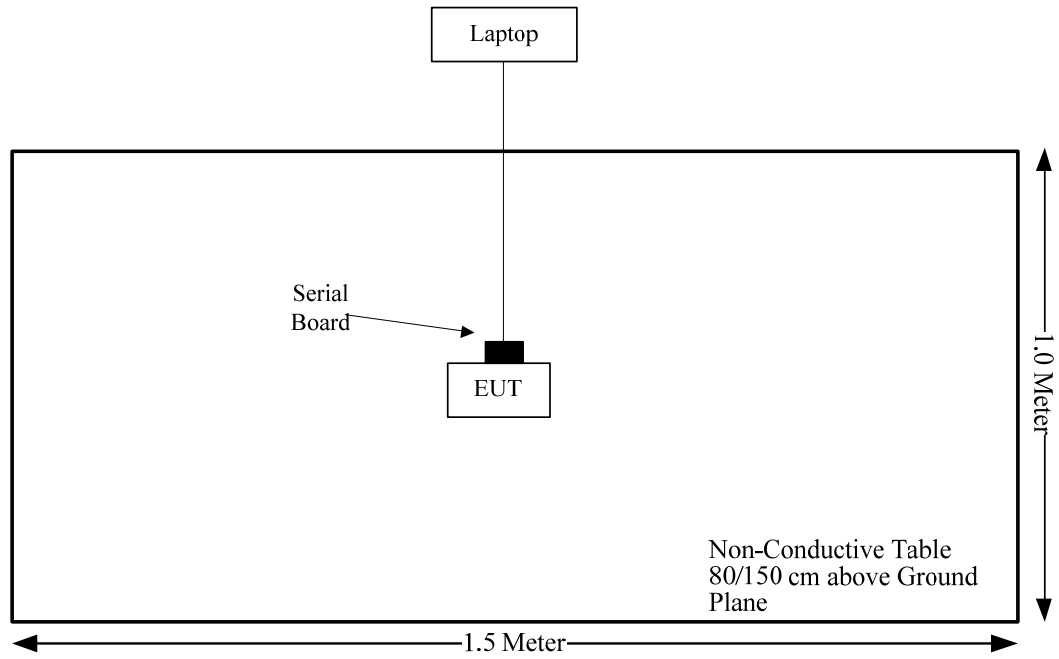 Laptop
Serial
Board
EUT
1.0 Meter
Non-Conductive Table
80/150 cm above Ground
Plane
1.5 Meter